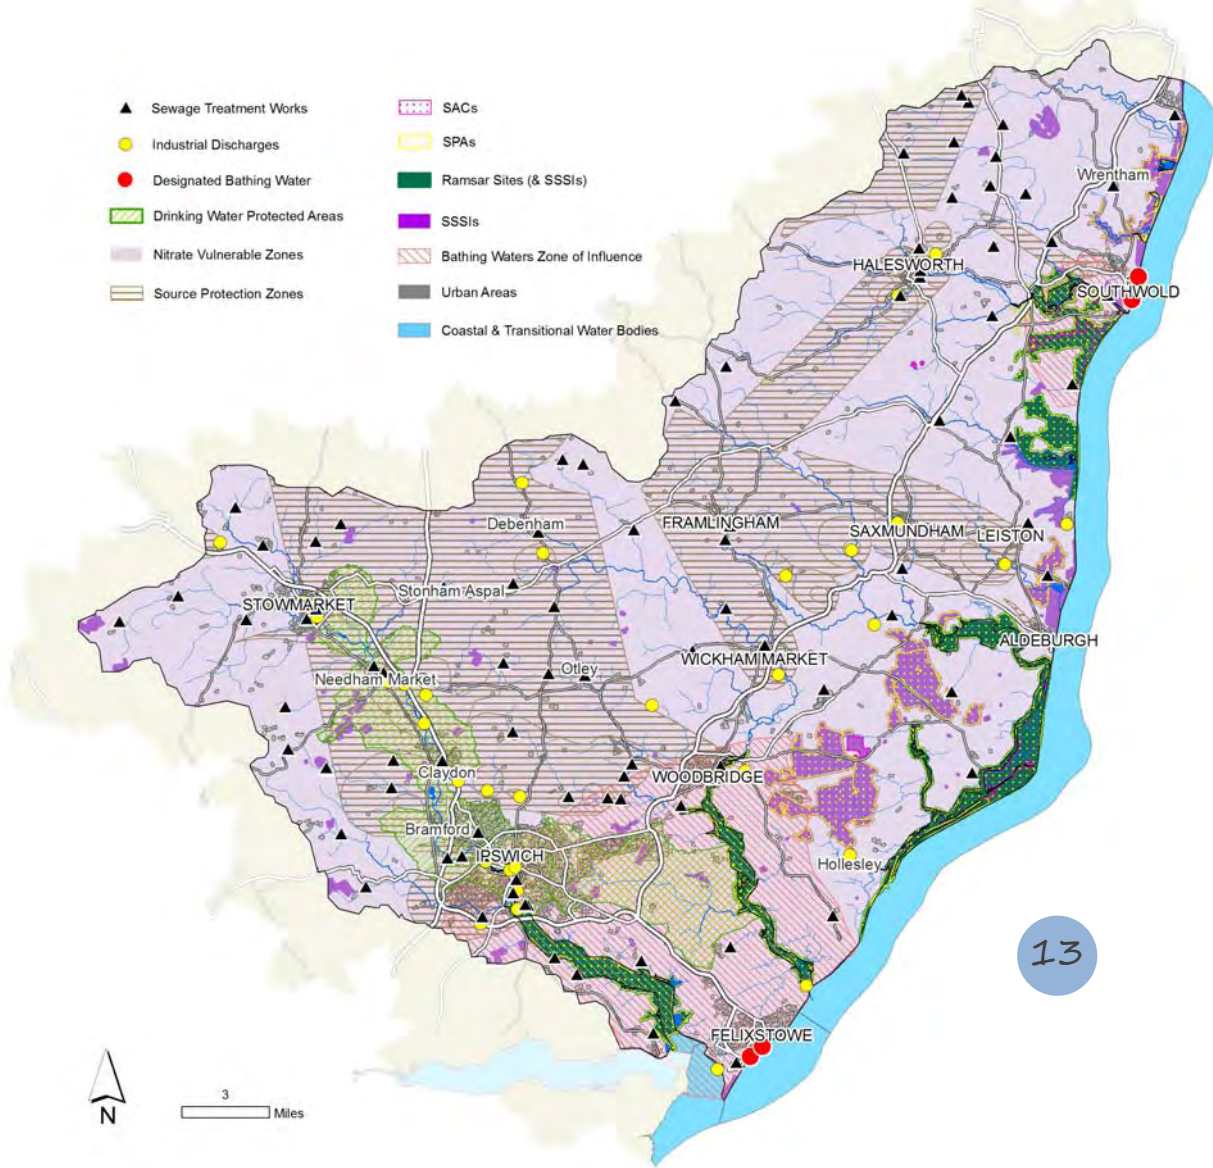 Sewage Treatment Works
Industrial Discharges
Designated Bathing Water
Drinking Water Protected Areas
Nitrate Vulnerable Zones
Source Protection Zones
SACs
SPAs
Ramsar Sites (& SSSIs)
SSSIs
Bathing Waters Zone of Influence
Urban Areas
Coastal & Transitional Water Bodies
Wrentham
HALESWORTH
SOUTHWOLD
Debenham
FRAMLINGHAM
SAXMUNDHAM
LEISTON
Stonham Aspal
STOWMARKET
ALDEBURGH
WICKHAM MARKET
Otley
Needham Market
Claydon
WOODBRIDGE
Bramford
IPSWICH
Hollesley
13
FELIXSTOWE
N
3
Miles